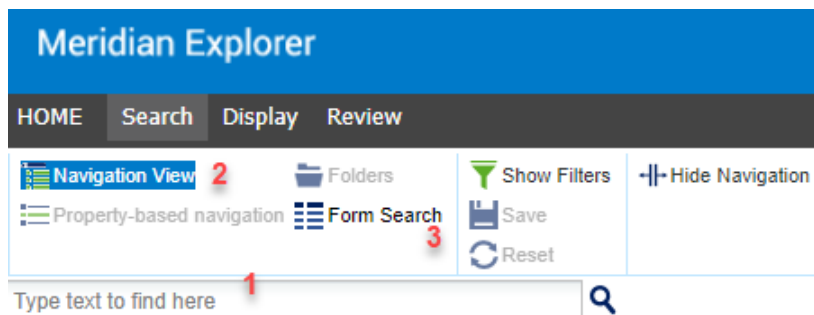 Meridian Explorer
HOME Search Display Review
Navigation View 2 Folders Show Filters Hide Navigation
Property-based navigation Form Search Save
3
Reset
1
Type text to find here